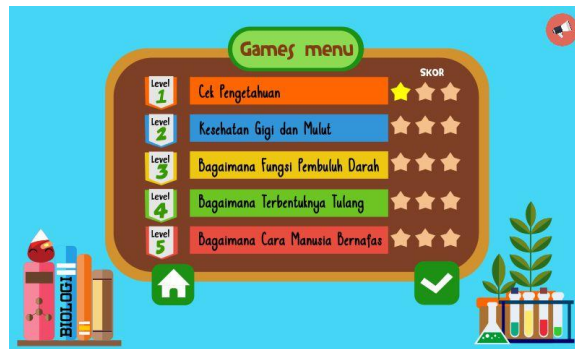 Games menu
SKOR
Level
1
Cek Pengetahuan
Level
2
Kesehatan Gigi dan Mulut
Level
3
Bagaimana Fungsi Pembuluh Darah
Level
4
Bagaimana Terbentuknya Tulang
Level
5
Bagaimana Cara Manusia Bernafas
BIOLOGI